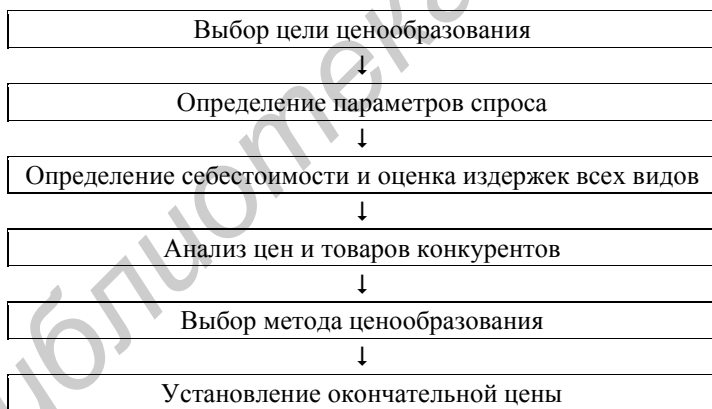 Выбор цели ценообразования
↓
Определение параметров спроса
↓
Определение себестоимости и оценка издержек всех видов
↓
Анализ цен и товаров конкурентов
↓
Выбор метода ценообразования
↓
Установление окончательной цены